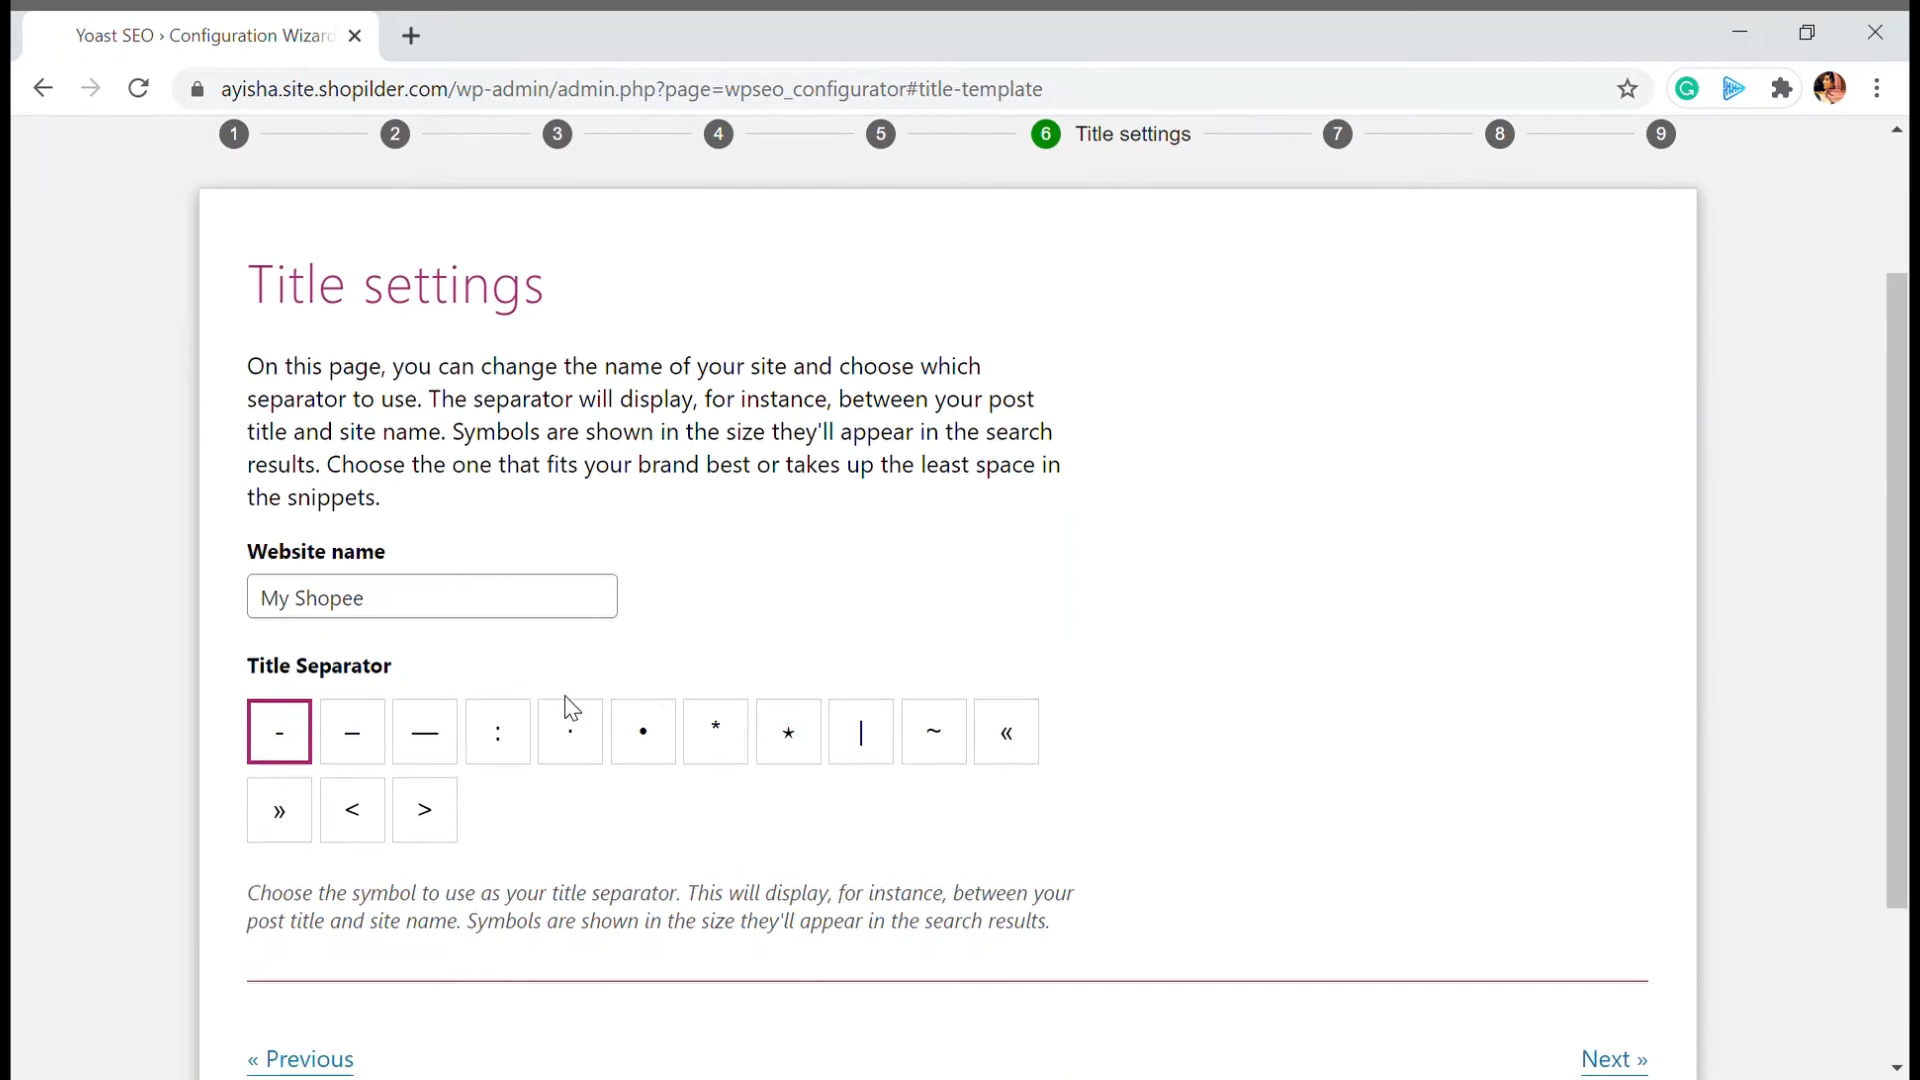 Yoast SEO › Configuration Wizard
ayisha.site.shopilder.com/wp-admin/admin.php?page=wpseo_configurator#title-template
1 2 3 4 5 6 Title settings 7 8 9
Title settings
On this page, you can change the name of your site and choose which
separator to use. The separator will display, for instance, between your post
title and site name. Symbols are shown in the size they'll appear in the search
results. Choose the one that fits your brand best or takes up the least space in
the snippets.
Website name
My Shopee
Title Separator
- – — : · • * ⋆ | ~ «
» < >
Choose the symbol to use as your title separator. This will display, for instance, between your
post title and site name. Symbols are shown in the size they'll appear in the search results.
« Previous
Next »